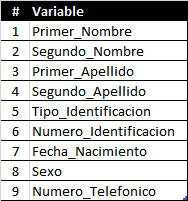 # Variable
1 Primer_Nombre
2 Segundo_Nombre
3 Primer_Apellido
4 Segundo_Apellido
5 Tipo_Identificacion
6 Numero_Identificacion
7 Fecha_Nacimiento
8 Sexo
9 Numero_Telefonico